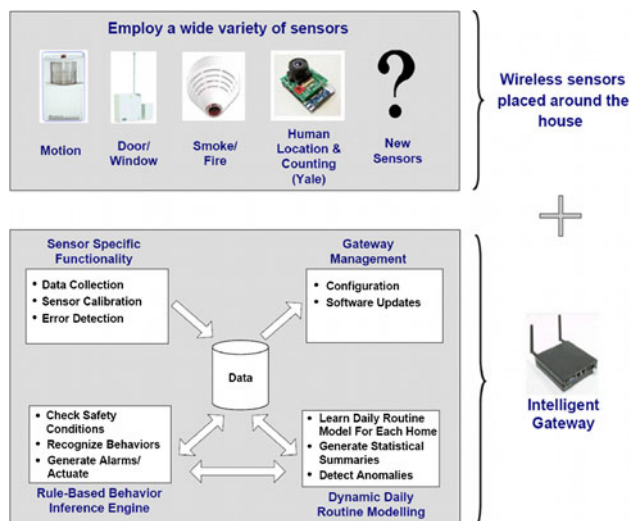 Employ a wide variety of sensors
Motion
Door/
Window
Smoke/
Fire
Human
Location &
Counting
(Yale)
?
New
Sensors
Wireless sensors
placed around the
house
Sensor Specific
Functionality
• Data Collection
• Sensor Calibration
• Error Detection
Gateway
Management
• Configuration
• Software Updates
Data
• Check Safety
Conditions
• Recognize Behaviors
• Generate Alarms/
Actuate
Rule-Based Behavior
Inference Engine
• Learn Daily Routine
Model For Each Home
• Generate Statistical
Summaries
• Detect Anomalies
Dynamic Daily
Routine Modelling
Intelligent
Gateway